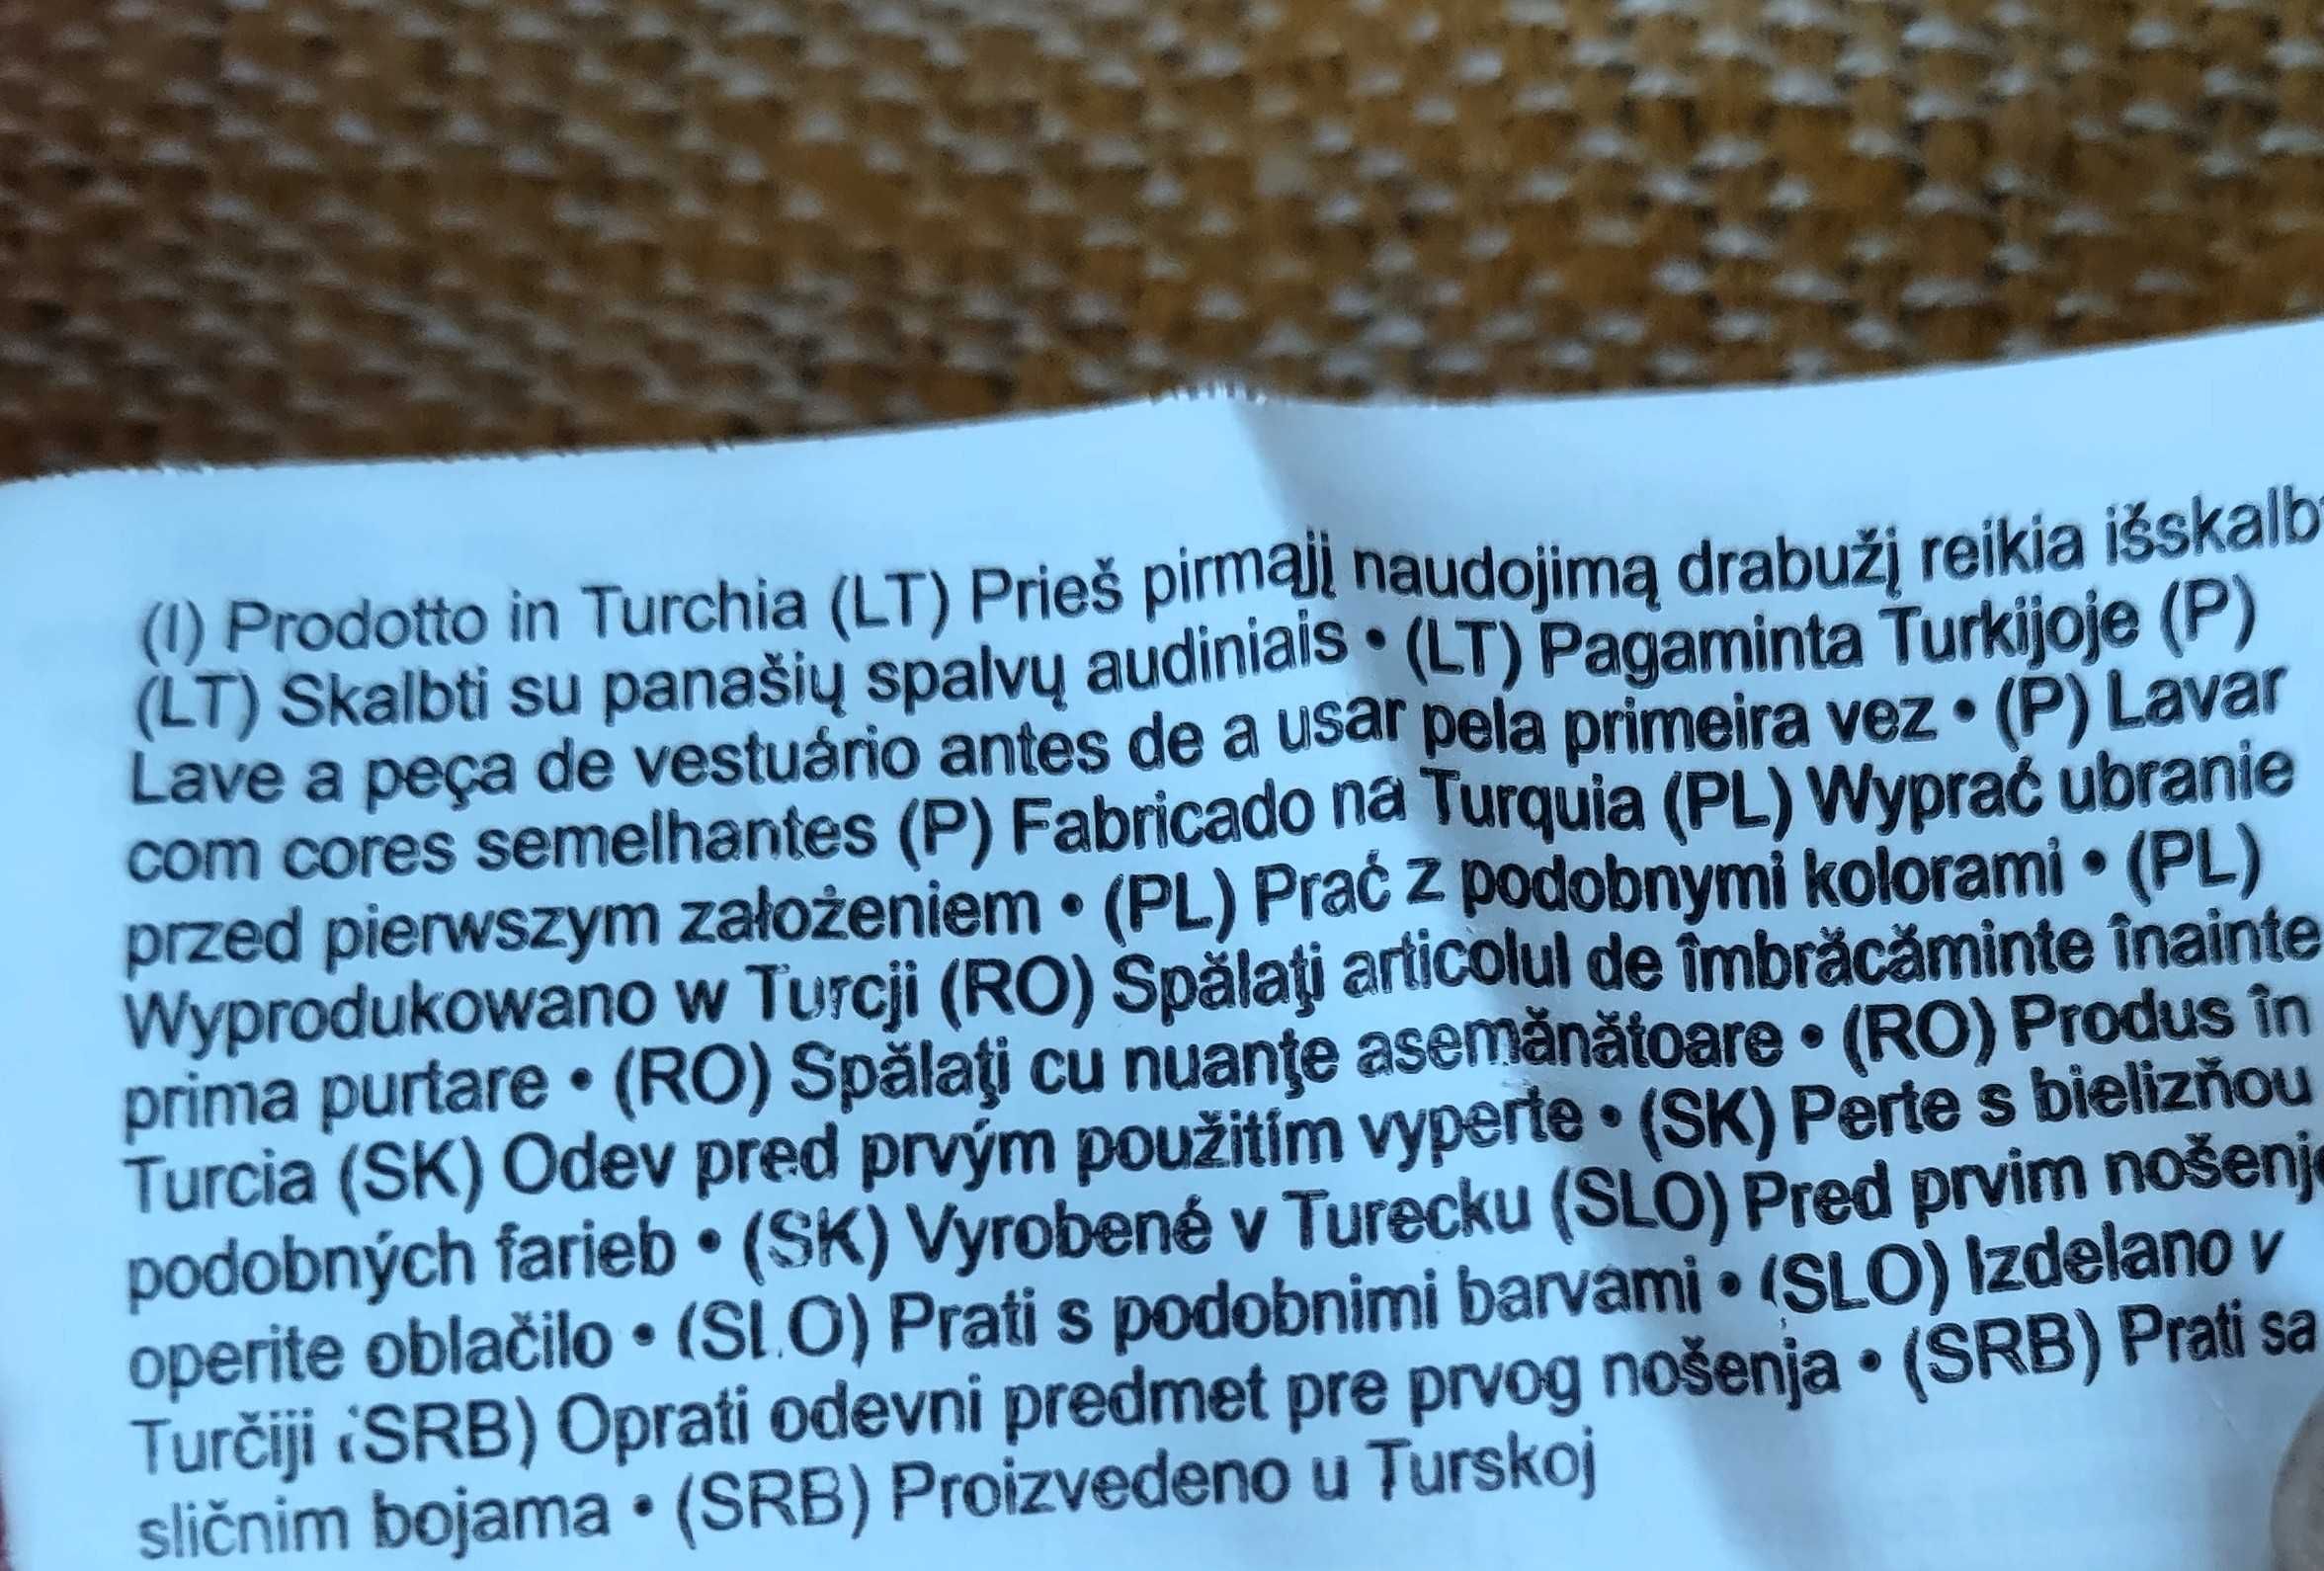 (I) Prodotto in Turchia (LT) Prieš pirmąjį naudojimą drabužį reikia išskalb
(LT) Skalbti su panašių spalvų audiniais • (LT) Pagaminta Turkijoje (P)
Lave a peça de vestuário antes de a usar pela primeira vez • (P) Lavar
com cores semelhantes (P) Fabricado na Turquia (PL) Wyprać ubranie
przed pierwszym założeniem • (PL) Prać z podobnymi kolorami • (PL)
Wyprodukowano w Turcji (RO) Spălaţi articolul de îmbrăcăminte înainte
prima purtare • (RO) Spălaţi cu nuanţe asemănătoare • (RO) Produs în
Turcia (SK) Odev pred prvým použitím vyperte • (SK) Perte s bielizňou
podobných farieb • (SK) Vyrobené v Turecku (SLO) Pred prvim nošenje
operite oblačilo • (SLO) Prati s podobnimi barvami • (SLO) Izdelano v
Turčiji (SRB) Oprati odevni predmet pre prvog nošenja • (SRB) Prati sa
sličnim bojama • (SRB) Proizvedeno u Turskoj